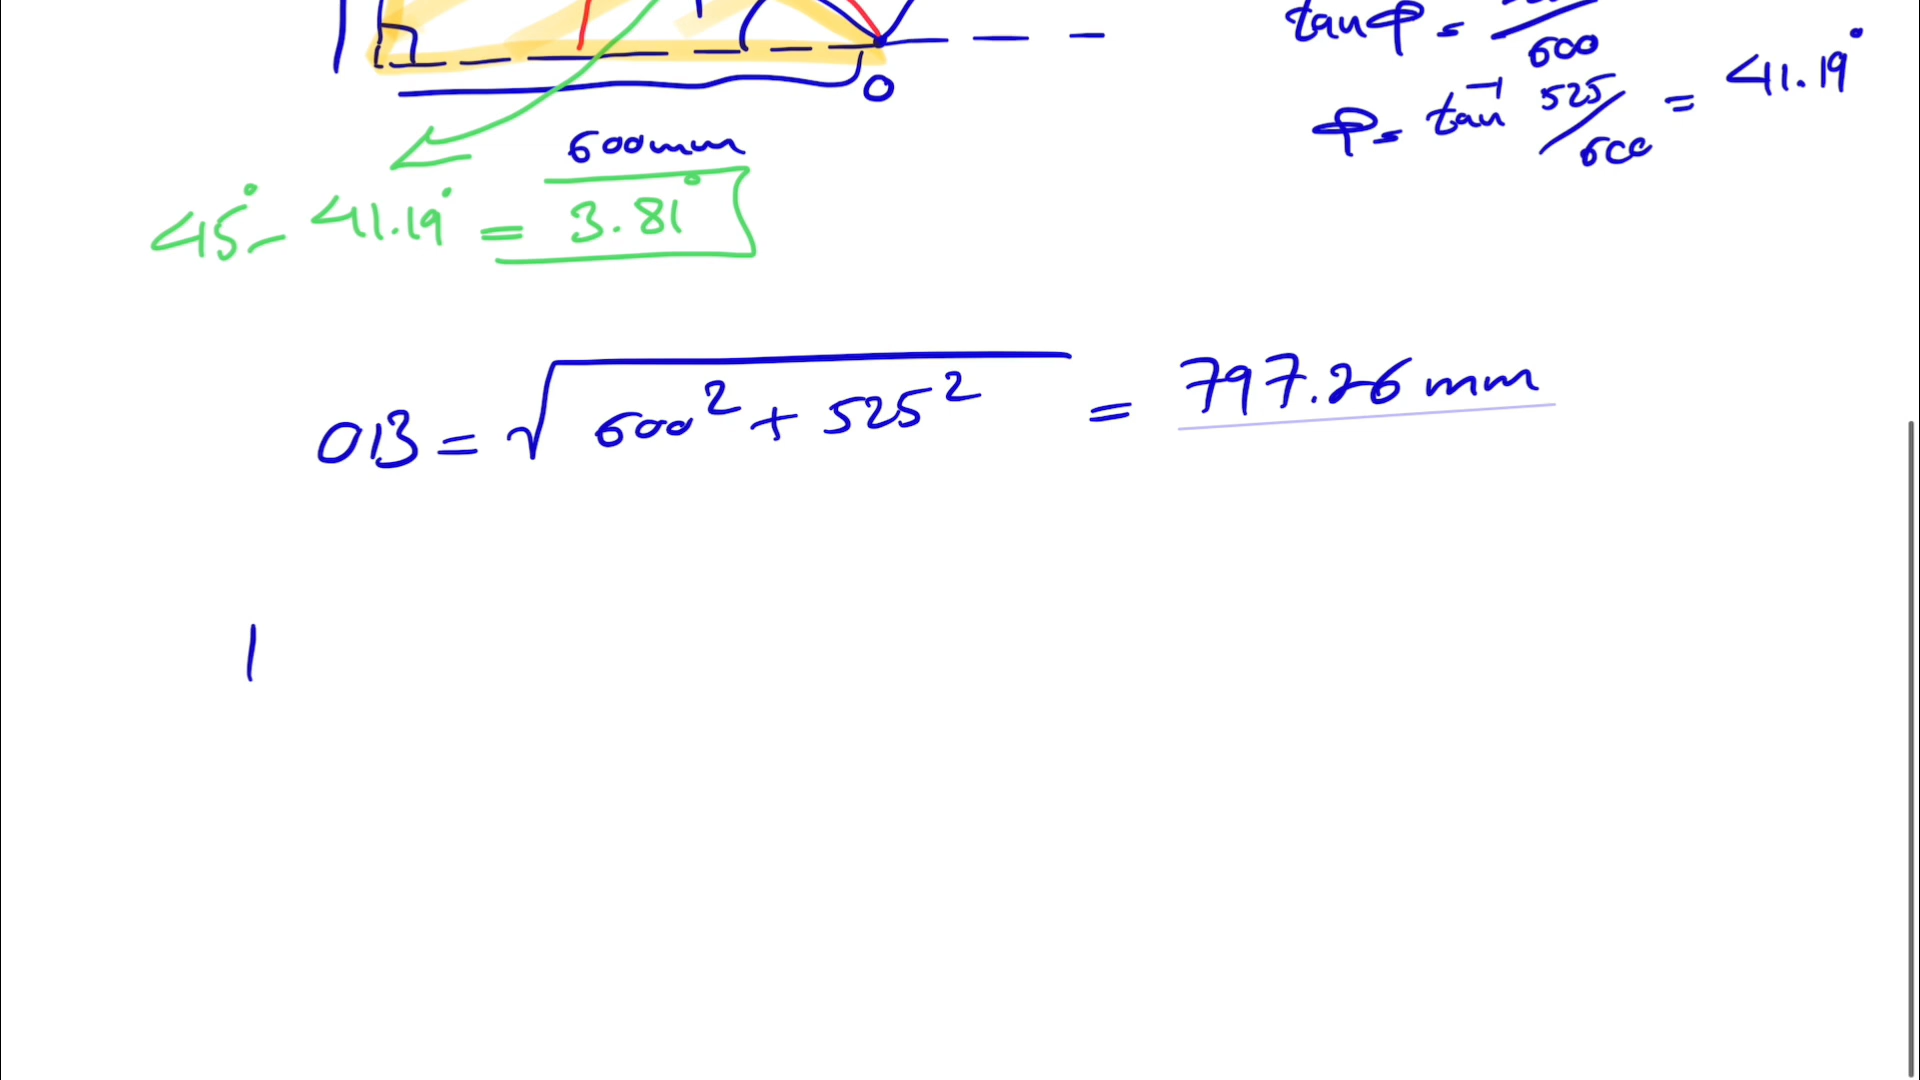 tanφ = /600
φ = tan⁻¹ 525/600 = 41.19°
O
600mm
45° - 41.19° = 3.81°
OB = √600² + 525² = 797.26 mm